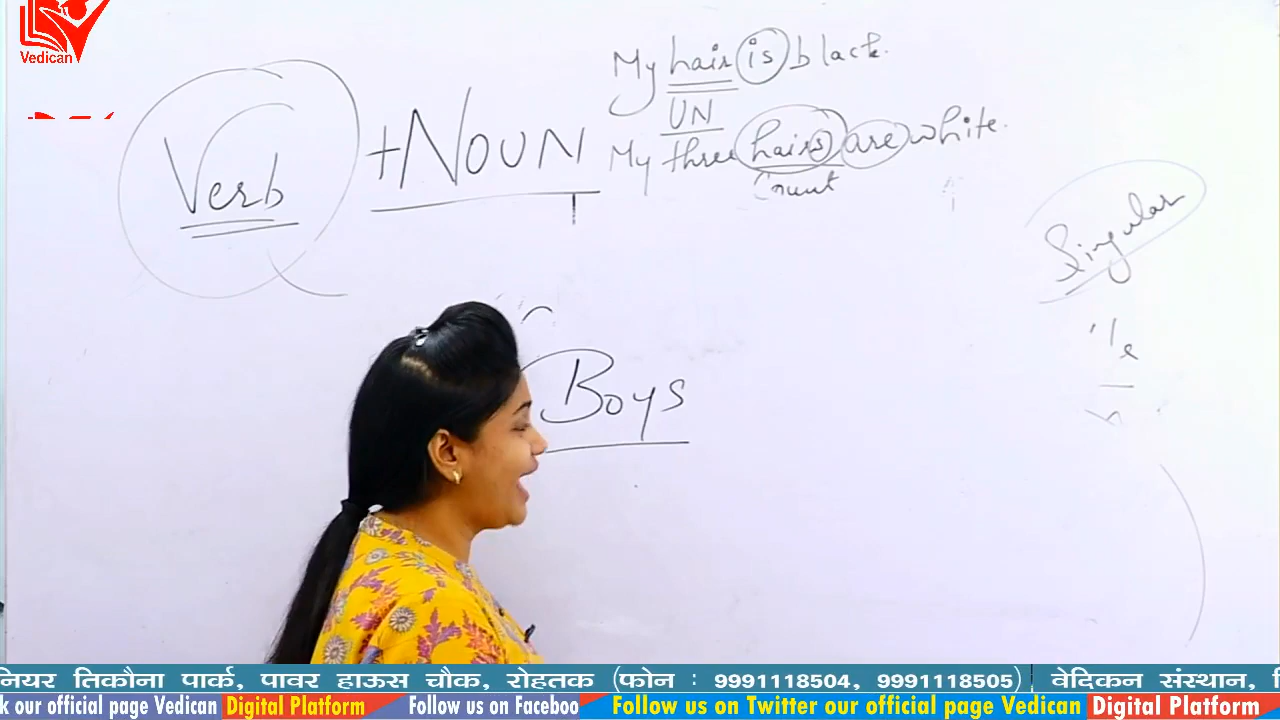 Vedican
My hair is black.
UN
Verb +NOUN
My three hairs are white.
Count
Singular
Boys
नियर तिकौना पार्क, पावर हाऊस चौक, रोहतक (फोन : 9991118504, 9991118505) वेदिकन संस्थान,
k our official page Vedican Digital Platform Follow us on Faceboo Follow us on Twitter our official page Vedican Digital Platform